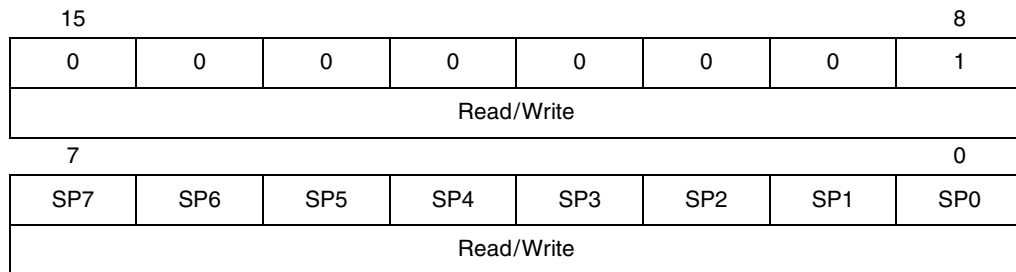 15 8
0 0 0 0 0 0 0 1
Read/Write
7 0
SP7 SP6 SP5 SP4 SP3 SP2 SP1 SP0
Read/Write